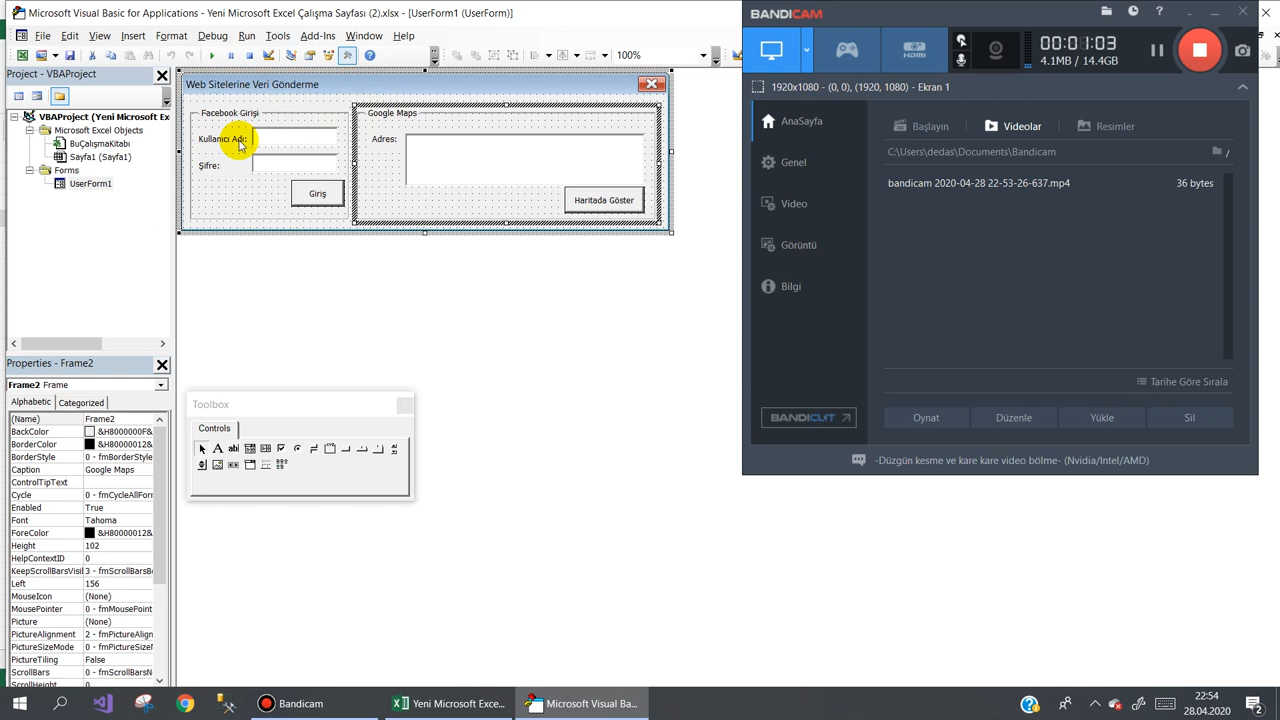 Microsoft Visual Basic for Applications - Yeni Microsoft Excel Çalışma Sayfası (2).xlsx - [UserForm1 (UserForm)]
File Edit View Insert Format Debug Run Tools Add-Ins Window Help
100%
Project - VBAProject
VBAProject (Yeni Microsoft Ex
Microsoft Excel Objects
BuÇalışmaKitabı
Sayfa1 (Sayfa1)
Forms
UserForm1
Web Sitelerine Veri Gönderme
Facebook Girişi
Kullanıcı Adı:
Şifre:
Giriş
Google Maps
Adres:
Haritada Göster
Toolbox
Controls
Properties - Frame2
Frame2 Frame
Alphabetic Categorized
(Name) Frame2
BackColor &H8000000F&
BorderColor &H80000012&
BorderStyle 0 - fmBorderStyle
Caption Google Maps
ControlTipText
Cycle 0 - fmCycleAllForm
Enabled True
Font Tahoma
ForeColor &H80000012&
Height 102
HelpContextID 0
KeepScrollBarsVisib 3 - fmScrollBarsBo
Left 156
MouseIcon (None)
MousePointer 0 - fmMousePoint
Picture (None)
PictureAlignment 2 - fmPictureAlign
PictureSizeMode 0 - fmPictureSizeM
PictureTiling False
ScrollBars 0 - fmScrollBarsN
ScrollHeight 0
BANDICAM
00:01:03
4.1MB / 14.4GB
1920x1080 - (0, 0), (1920, 1080) - Ekran 1
AnaSayfa
Genel
Video
Görüntü
Bilgi
Başlayın Videolar Resimler
C:\Users\dedas\Documents\Bandicam
bandicam 2020-04-28 22-53-26-637.mp4 36 bytes
Tarihe Göre Sırala
BANDICUT
Oynat Düzenle Yükle Sil
-Düzgün kesme ve kare kare video bölme- (Nvidia/Intel/AMD)
Bandicam
Yeni Microsoft Exce...
Microsoft Visual Ba...
22:54
28.04.2020
2